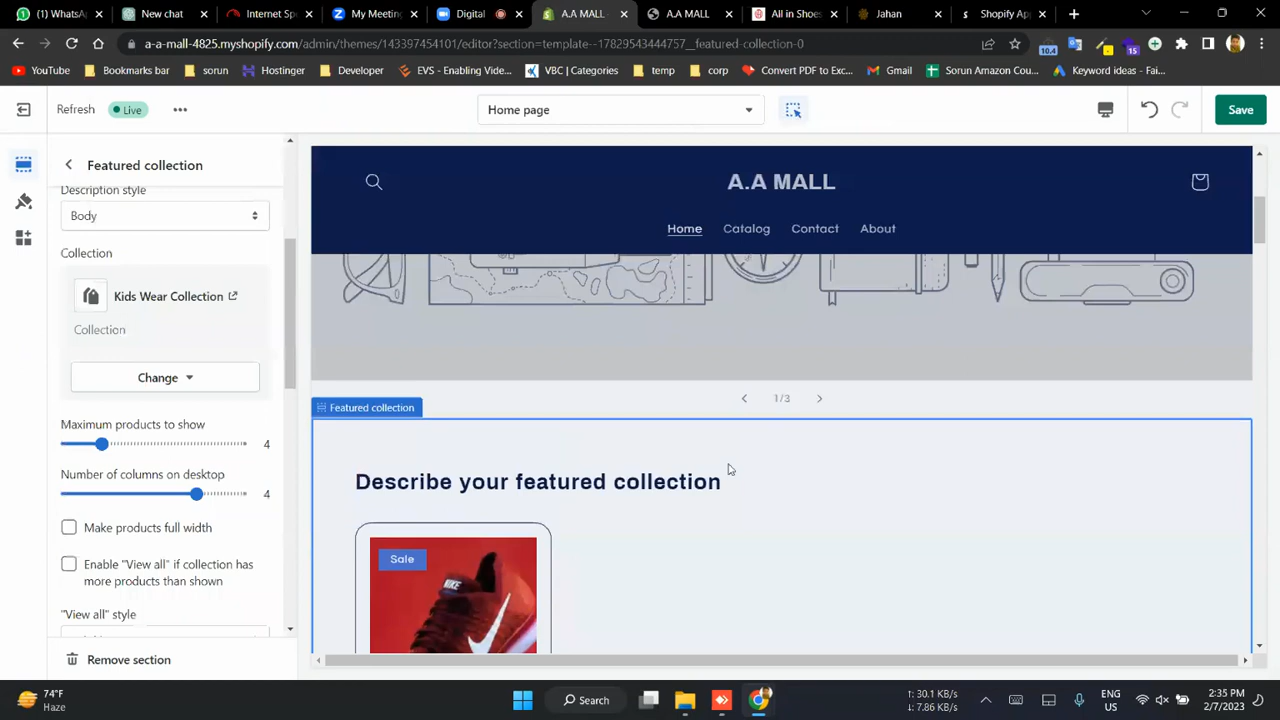 WhatsA
New chat
Internet Sp
My Meeting
Digital
A.A MALL -
A.A MALL
All in Shoes
Jahan
Shopify Ap
a-a-mall-4825.myshopify.com/admin/themes/143397454101/editor?section=template--17829543444757__featured-collection-0
10.4
15
YouTube
Bookmarks bar
sorun
Hostinger
Developer
EVS - Enabling Vide...
VBC | Categories
temp
corp
Convert PDF to Exc...
Gmail
Sorun Amazon Cou...
Keyword ideas - Fai...
Refresh
Live
Home page
Save
Featured collection
Description style
Body
Collection
Kids Wear Collection
Collection
Change
Maximum products to show
4
Number of columns on desktop
4
Make products full width
Enable "View all" if collection has
more products than shown
"View all" style
Remove section
A.A MALL
Home
Catalog
Contact
About
1/3
Featured collection
Describe your featured collection
Sale
NIKE
74°F
Haze
Search
↑: 30.1 KB/s
↓: 7.86 KB/s
ENG
US
2:35 PM
2/7/2023